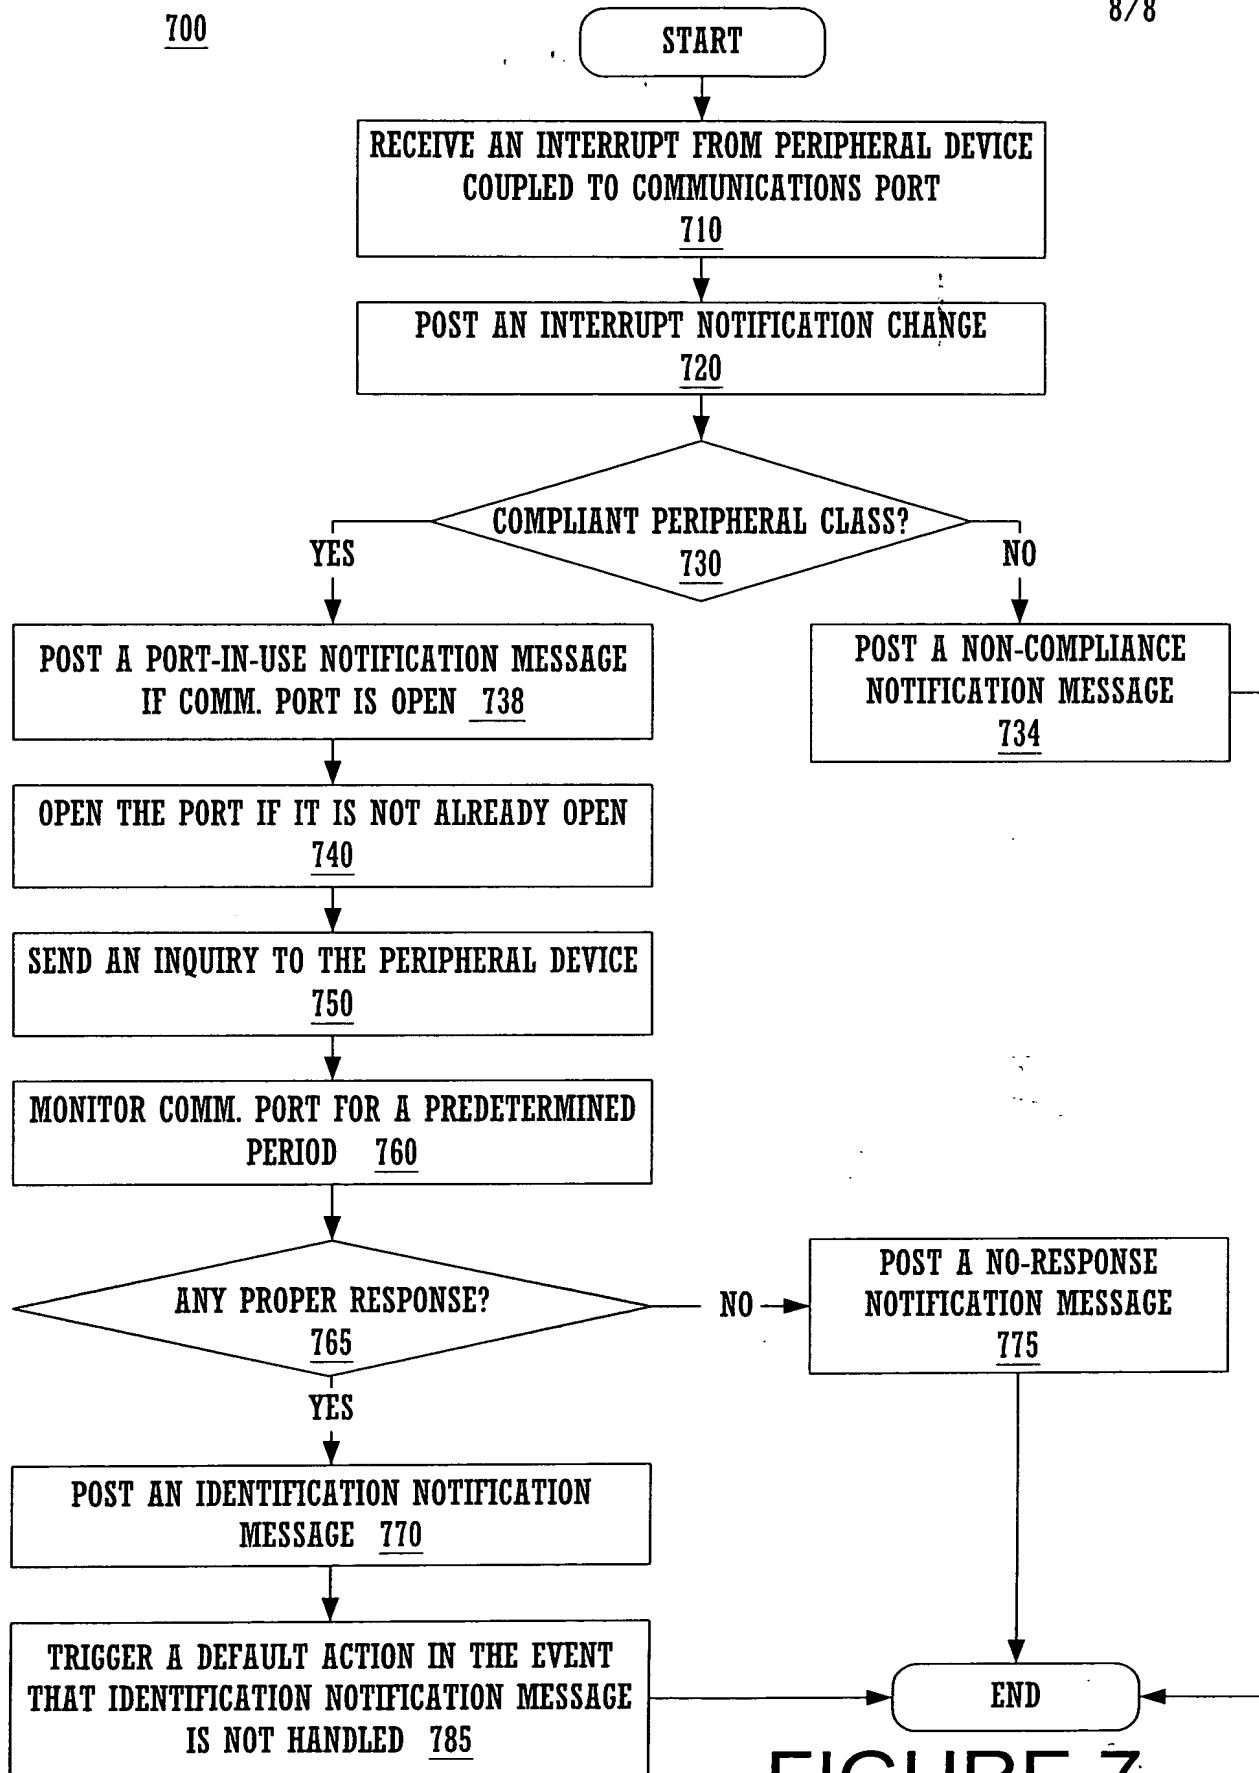 700
8/8
START
RECEIVE AN INTERRUPT FROM PERIPHERAL DEVICE
COUPLED TO COMMUNICATIONS PORT
710
POST AN INTERRUPT NOTIFICATION CHANGE
720
COMPLIANT PERIPHERAL CLASS?
730
YES
NO
POST A PORT-IN-USE NOTIFICATION MESSAGE
IF COMM. PORT IS OPEN 738
POST A NON-COMPLIANCE
NOTIFICATION MESSAGE
734
OPEN THE PORT IF IT IS NOT ALREADY OPEN
740
SEND AN INQUIRY TO THE PERIPHERAL DEVICE
750
MONITOR COMM. PORT FOR A PREDETERMINED
PERIOD 760
ANY PROPER RESPONSE?
765
NO
POST A NO-RESPONSE
NOTIFICATION MESSAGE
775
YES
POST AN IDENTIFICATION NOTIFICATION
MESSAGE 770
TRIGGER A DEFAULT ACTION IN THE EVENT
THAT IDENTIFICATION NOTIFICATION MESSAGE
IS NOT HANDLED 785
END
FIGURE 7